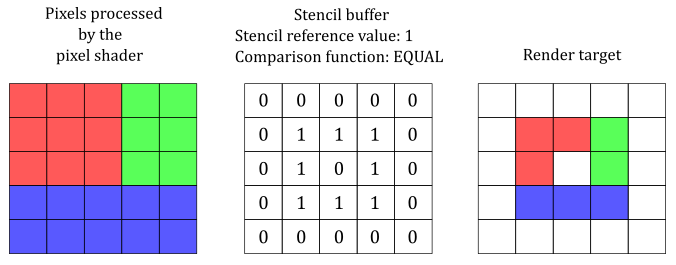 Pixels processed
by the
pixel shader
Stencil buffer
Stencil reference value: 1
Comparison function: EQUAL
Render target
0 0 0 0 0
0 1 1 1 0
0 1 0 1 0
0 1 1 1 0
0 0 0 0 0